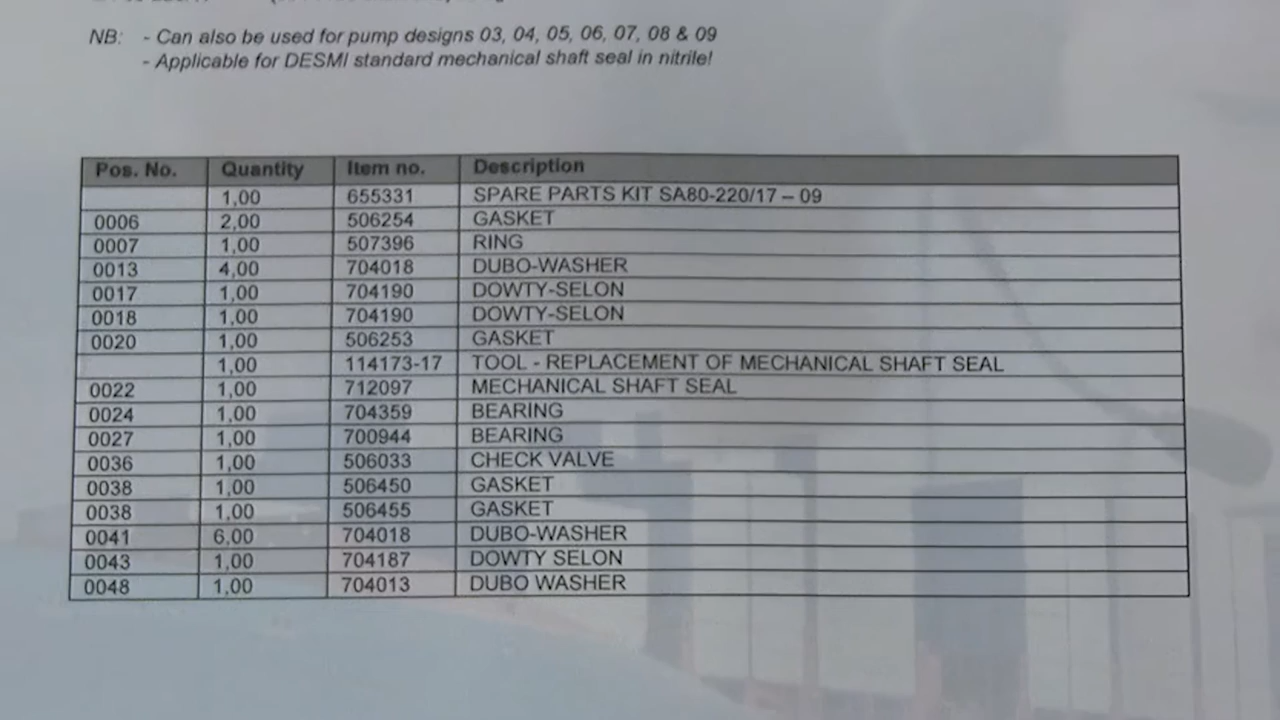 NB: - Can also be used for pump designs 03, 04, 05, 06, 07, 08 & 09
- Applicable for DESMI standard mechanical shaft seal in nitrile!
Pos. No. Quantity Item no. Description
1,00 655331 SPARE PARTS KIT SA80-220/17 – 09
0006 2,00 506254 GASKET
0007 1,00 507396 RING
0013 4,00 704018 DUBO-WASHER
0017 1,00 704190 DOWTY-SELON
0018 1,00 704190 DOWTY-SELON
0020 1,00 506253 GASKET
1,00 114173-17 TOOL - REPLACEMENT OF MECHANICAL SHAFT SEAL
0022 1,00 712097 MECHANICAL SHAFT SEAL
0024 1,00 704359 BEARING
0027 1,00 700944 BEARING
0036 1,00 506033 CHECK VALVE
0038 1,00 506450 GASKET
0038 1,00 506455 GASKET
0041 6,00 704018 DUBO-WASHER
0043 1,00 704187 DOWTY SELON
0048 1,00 704013 DUBO WASHER